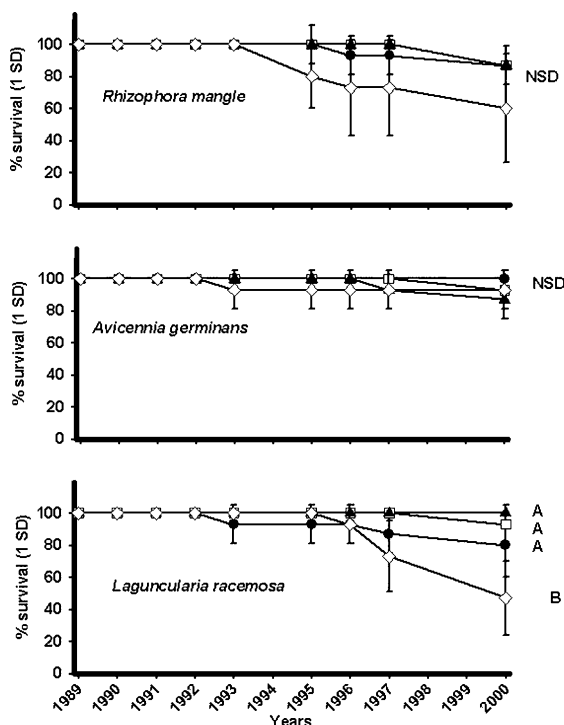 % survival (1 SD)
100
80
60
40
20
0
Rhizophora mangle
NSD
% survival (1 SD)
100
80
60
40
20
0
Avicennia germinans
NSD
% survival (1 SD)
100
80
60
40
20
0
Laguncularia racemosa
A
A
A
B
1989 1990 1991 1992 1993 1994 1995 1996 1997 1998 1999 2000
Years